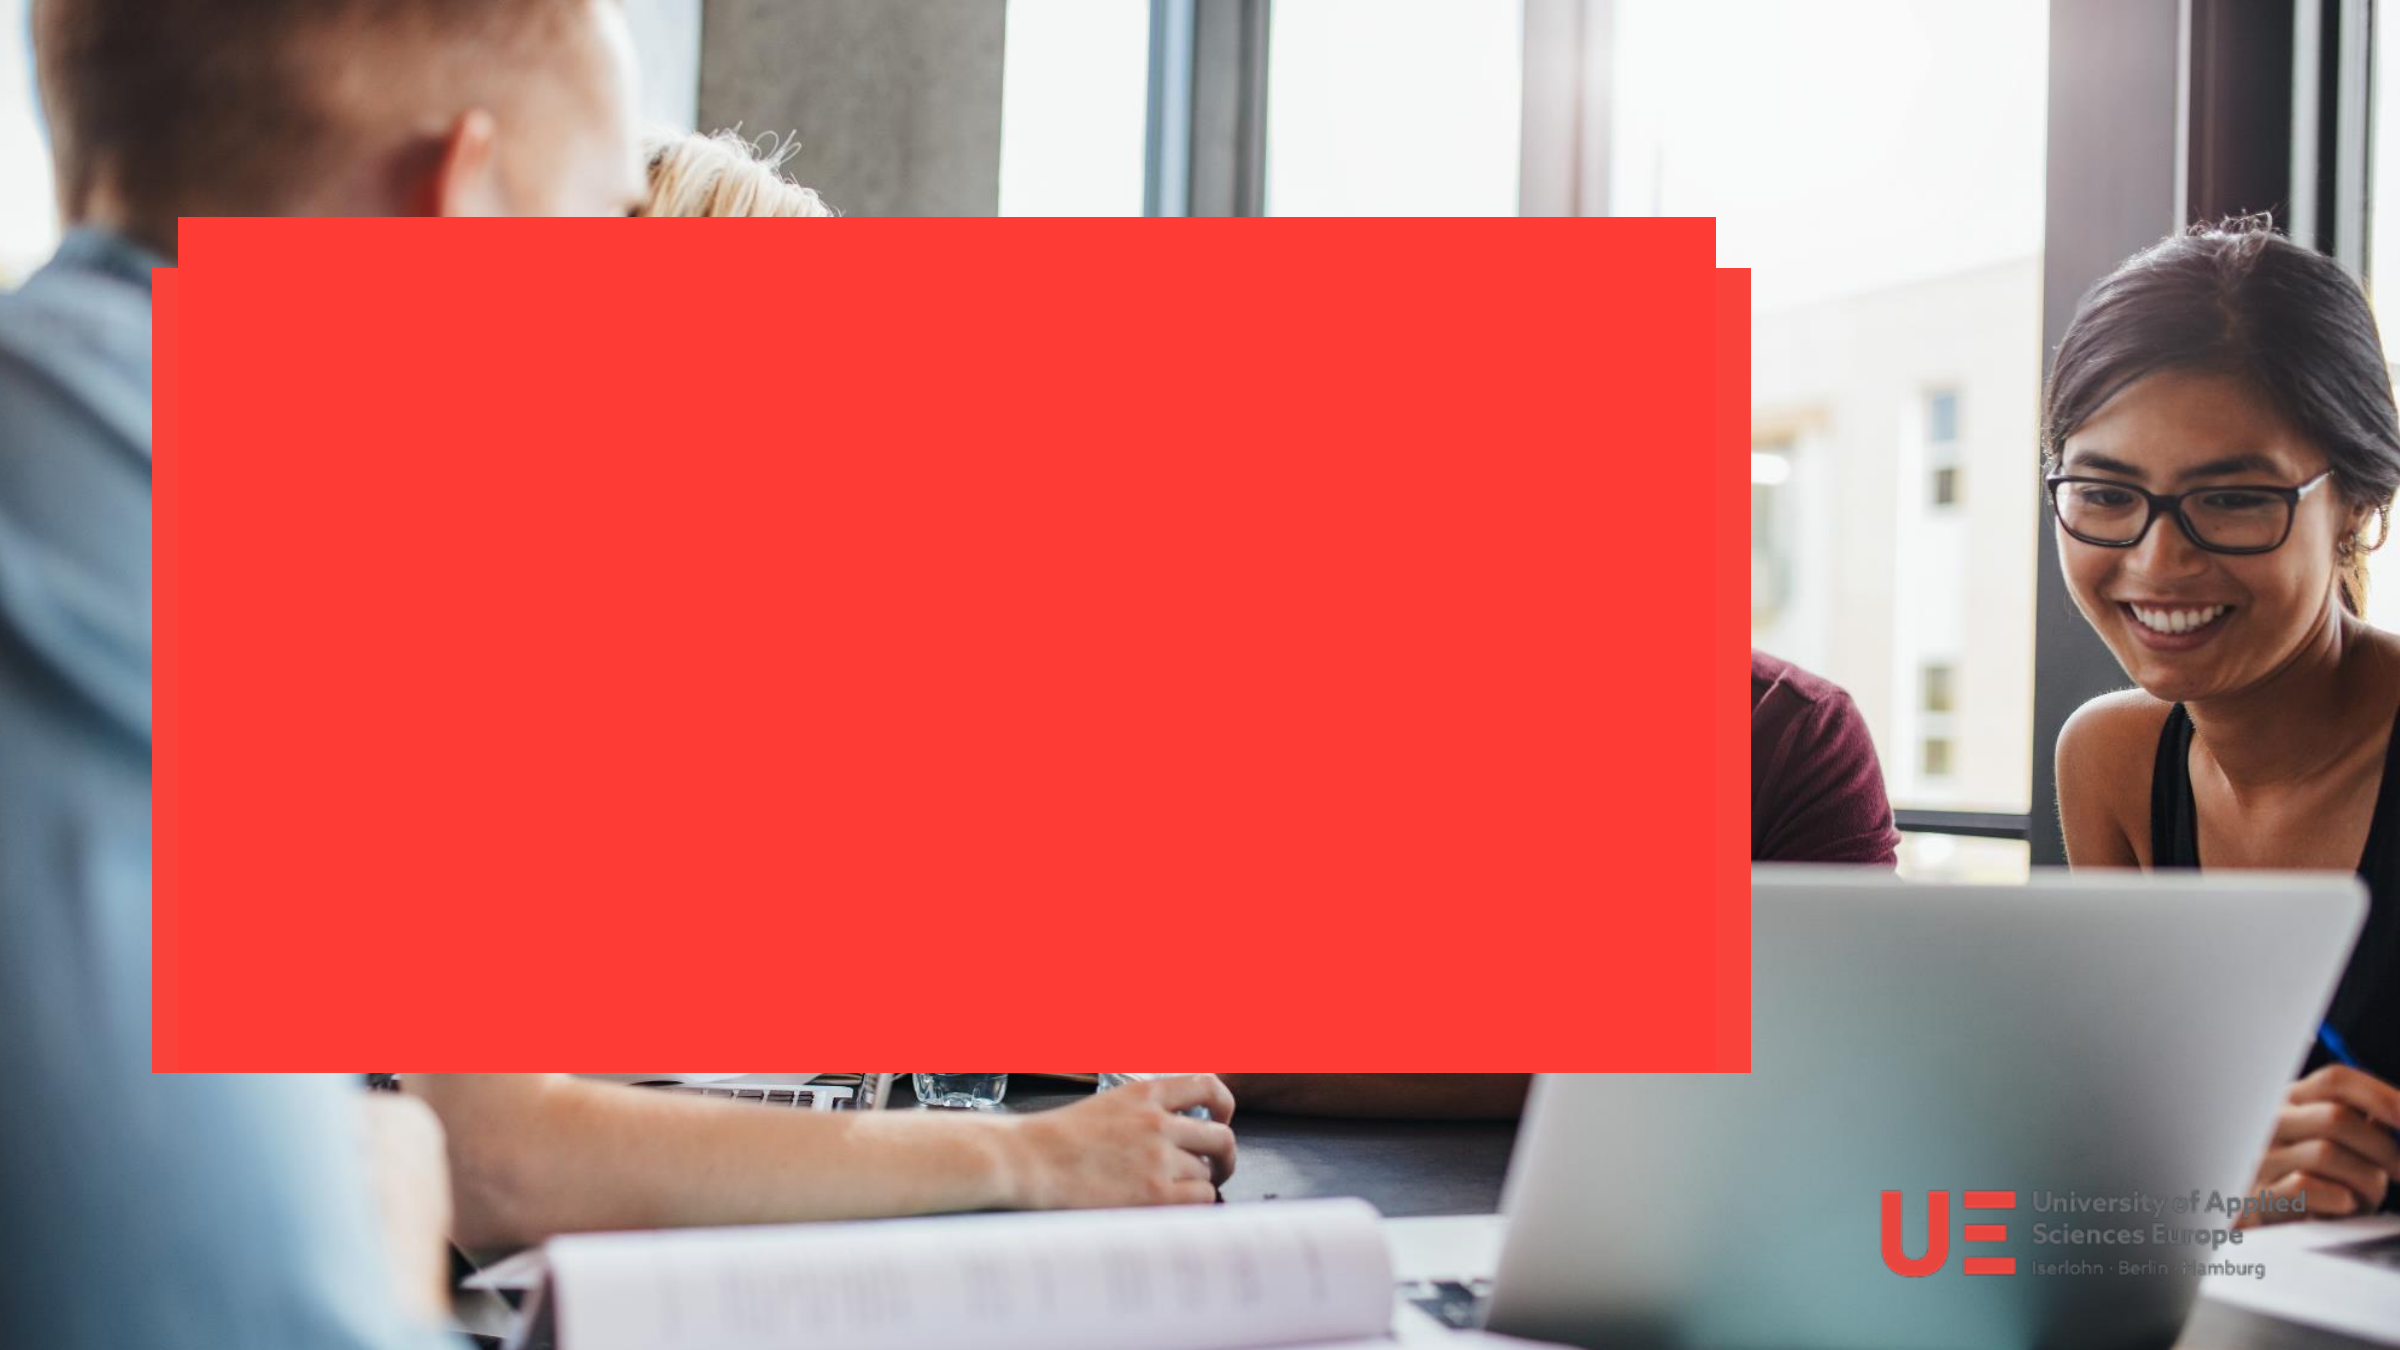 UE
University of Applied
Sciences Europe
Iserlohn · Berlin · Hamburg